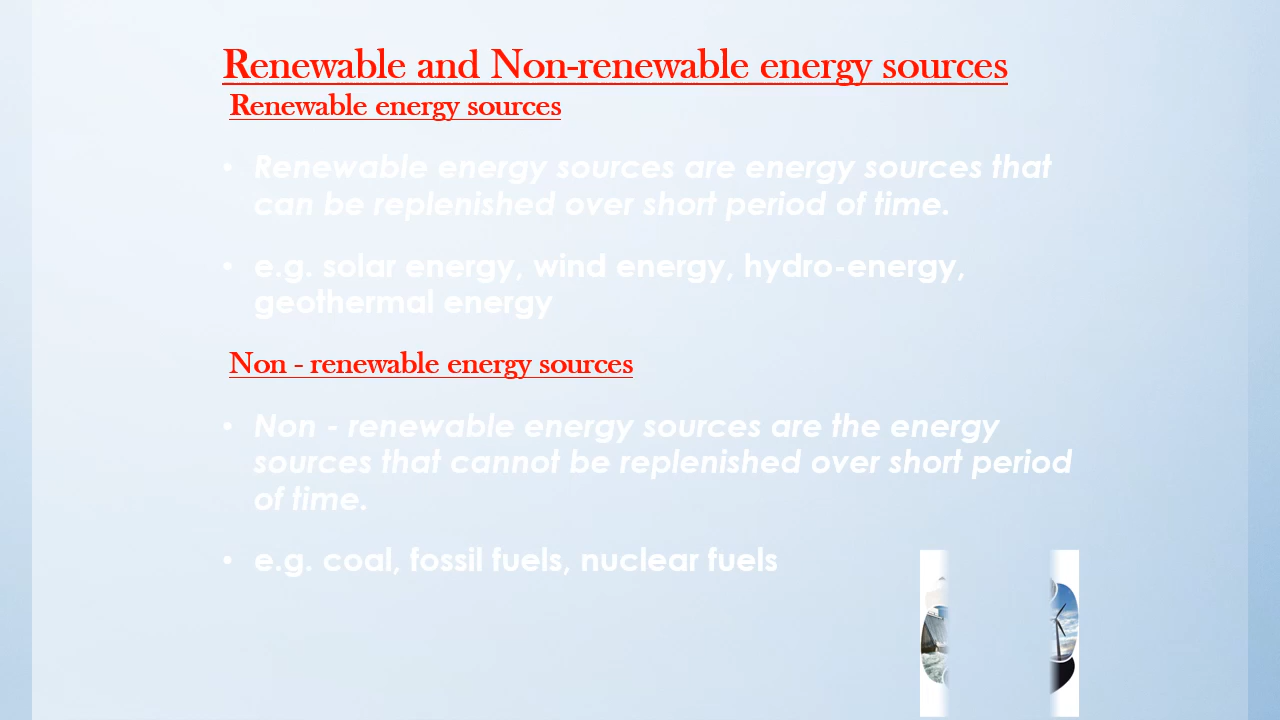 Renewable and Non-renewable energy sources
Renewable energy sources
• Renewable energy sources are energy sources that
can be replenished over short period of time.
• e.g. solar energy, wind energy, hydro-energy,
geothermal energy
Non - renewable energy sources
• Non - renewable energy sources are the energy
sources that cannot be replenished over short period
of time.
• e.g. coal, fossil fuels, nuclear fuels